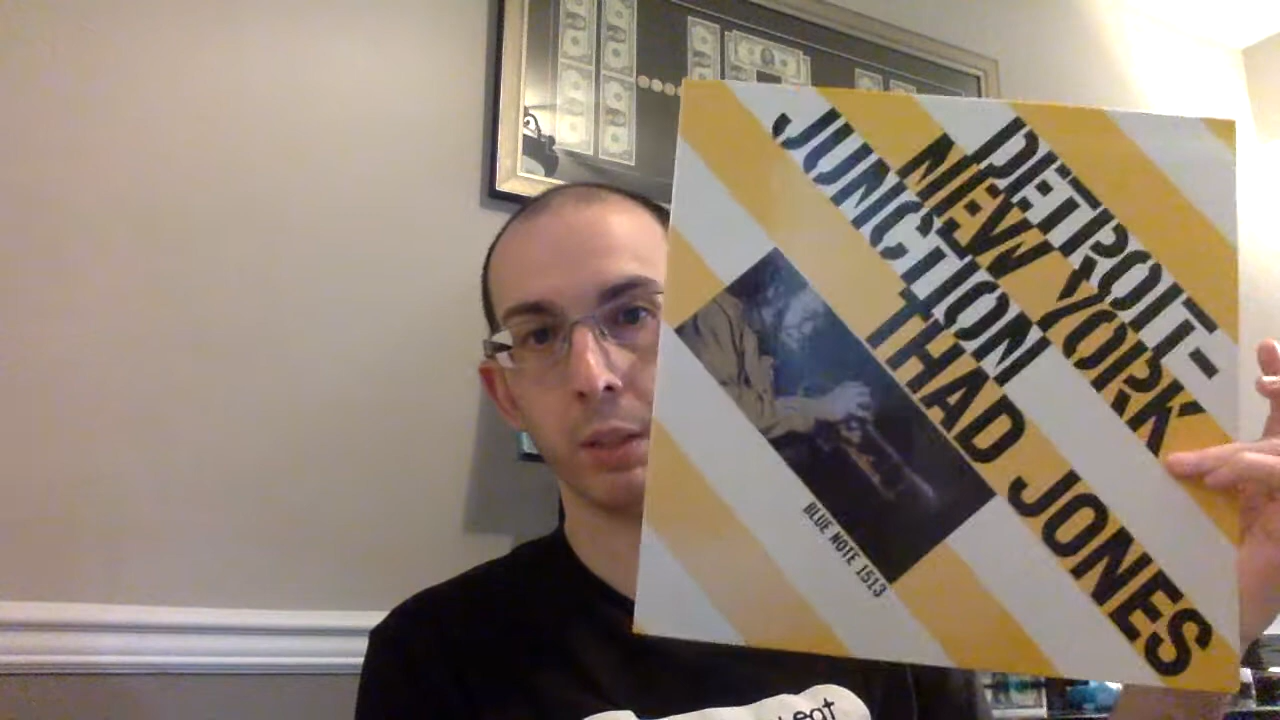 DETROIT-
NEW YORK
JUNCTION
THAD JONES
BLUE NOTE 1513